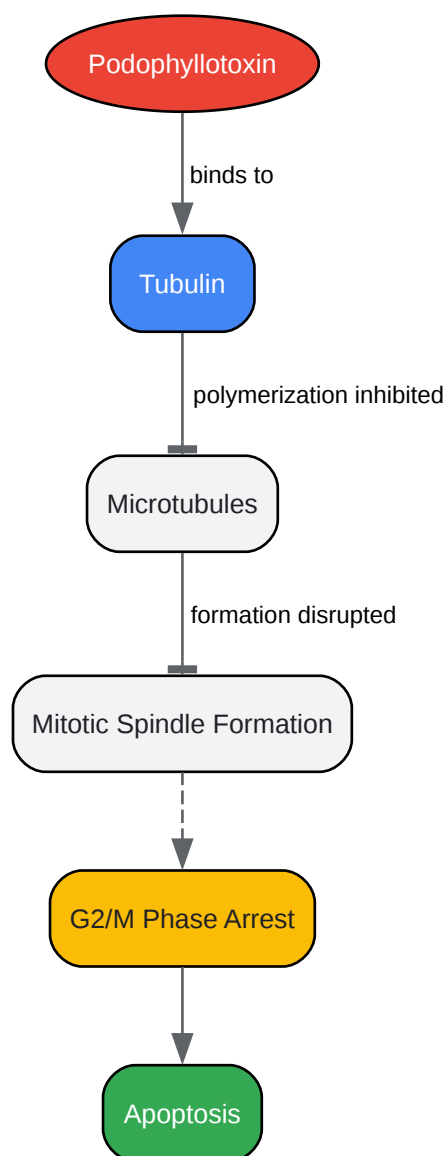 Podophyllotoxin
binds to
Tubulin
polymerization inhibited
Microtubules
formation disrupted
Mitotic Spindle Formation
G2/M Phase Arrest
Apoptosis